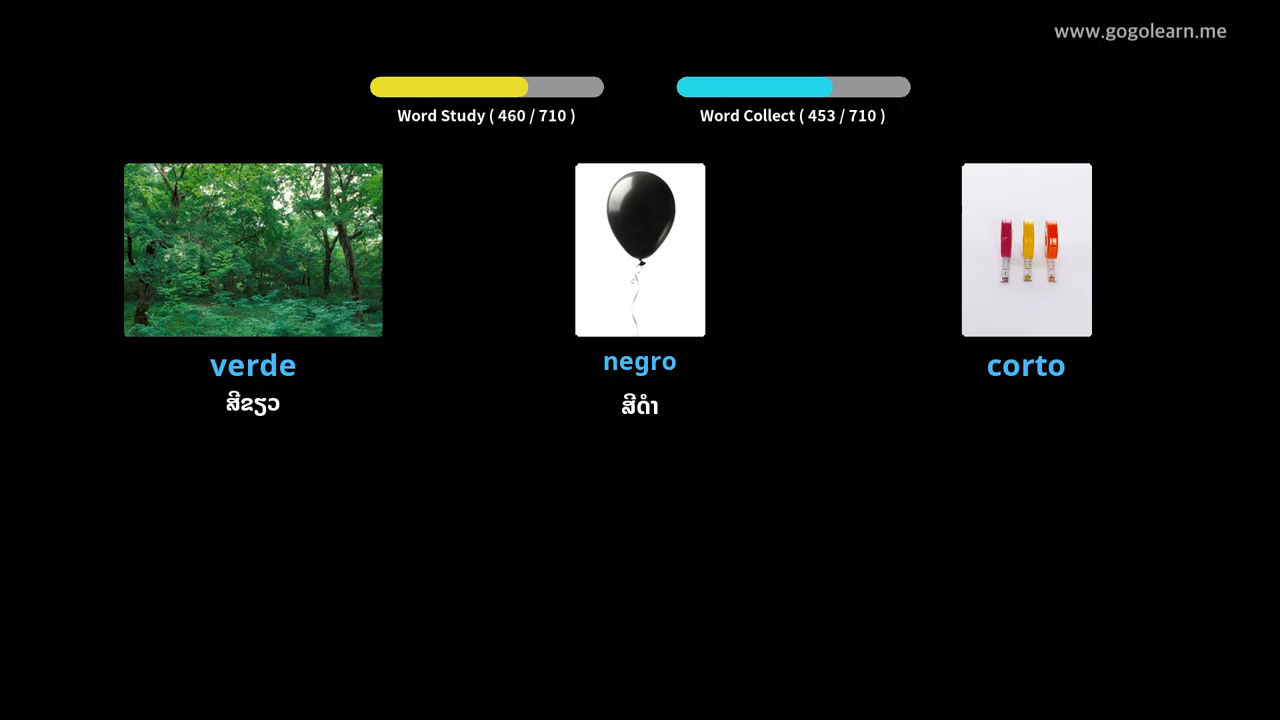 www.gogolearn.me
Word Study ( 460 / 710 )
Word Collect ( 453 / 710 )
verde
negro
corto
ສີຂຽວ
ສີດຳ